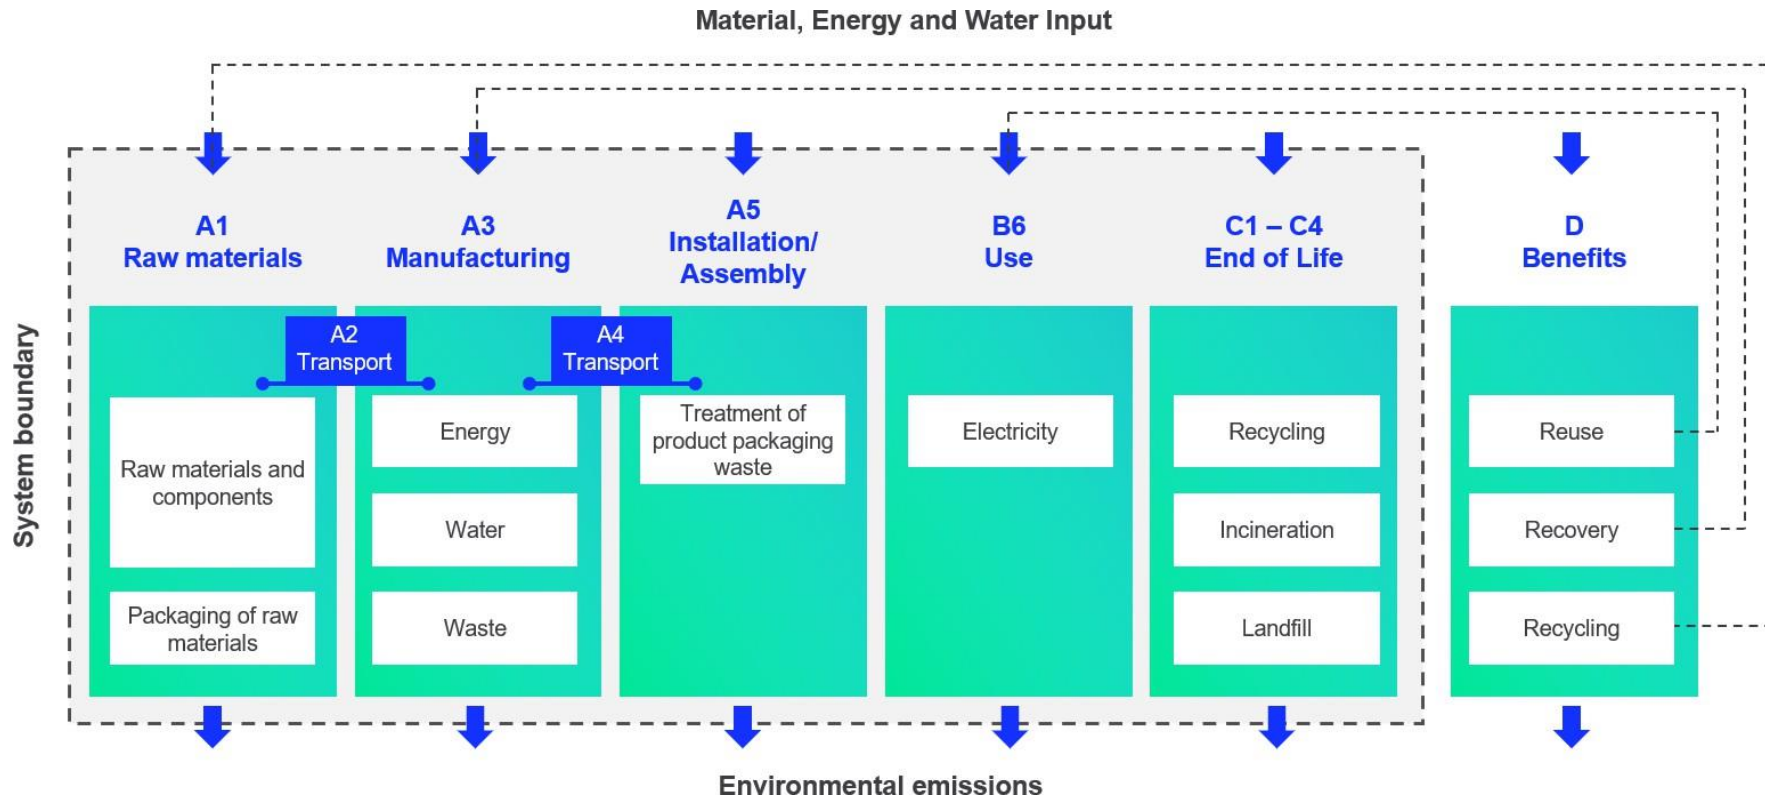 Material, Energy and Water Input
System boundary
A1
Raw materials
A3
Manufacturing
A5
Installation/
Assembly
B6
Use
C1 – C4
End of Life
D
Benefits
A2
Transport
A4
Transport
Raw materials and
components
Packaging of raw
materials
Energy
Water
Waste
Treatment of
product packaging
waste
Electricity
Recycling
Incineration
Landfill
Reuse
Recovery
Recycling
Environmental emissions